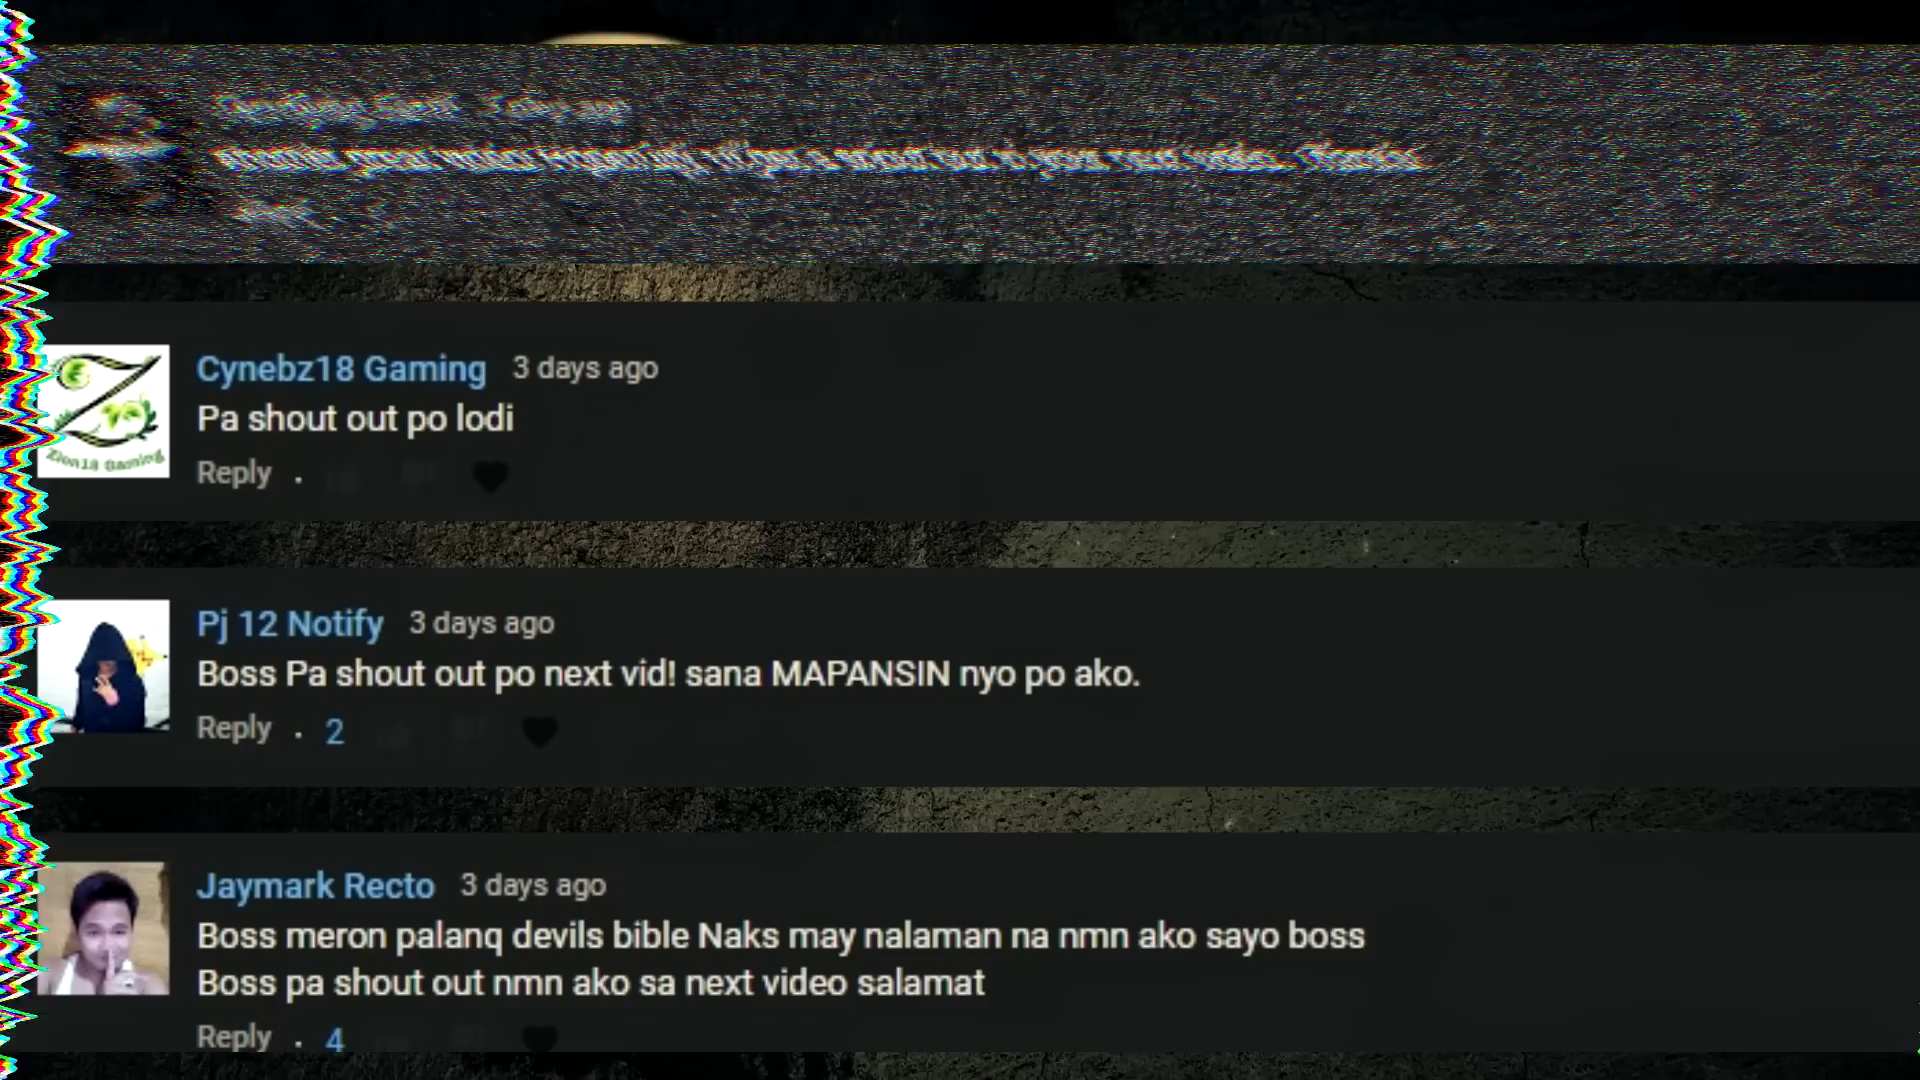 Cynebz18 Gaming 3 days ago
Pa shout out po lodi
Reply .
Zion18 Gaming
Pj 12 Notify 3 days ago
Boss Pa shout out po next vid! sana MAPANSIN nyo po ako.
Reply . 2
Jaymark Recto 3 days ago
Boss meron palanq devils bible Naks may nalaman na nmn ako sayo boss
Boss pa shout out nmn ako sa next video salamat
Reply . 4